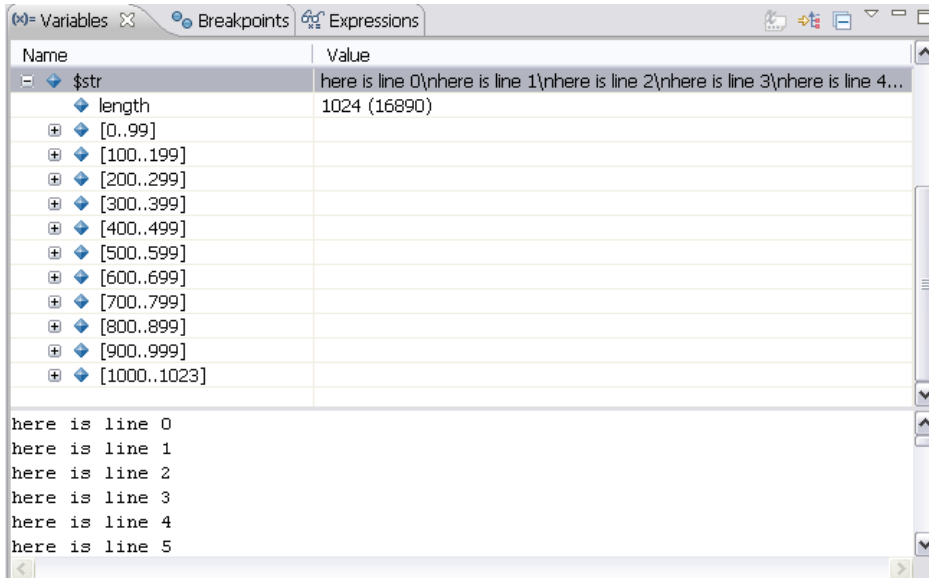 (x)= Variables Breakpoints Expressions
Name Value
$str here is line 0\nhere is line 1\nhere is line 2\nhere is line 3\nhere is line 4...
length 1024 (16890)
[0..99]
[100..199]
[200..299]
[300..399]
[400..499]
[500..599]
[600..699]
[700..799]
[800..899]
[900..999]
[1000..1023]
here is line 0
here is line 1
here is line 2
here is line 3
here is line 4
here is line 5